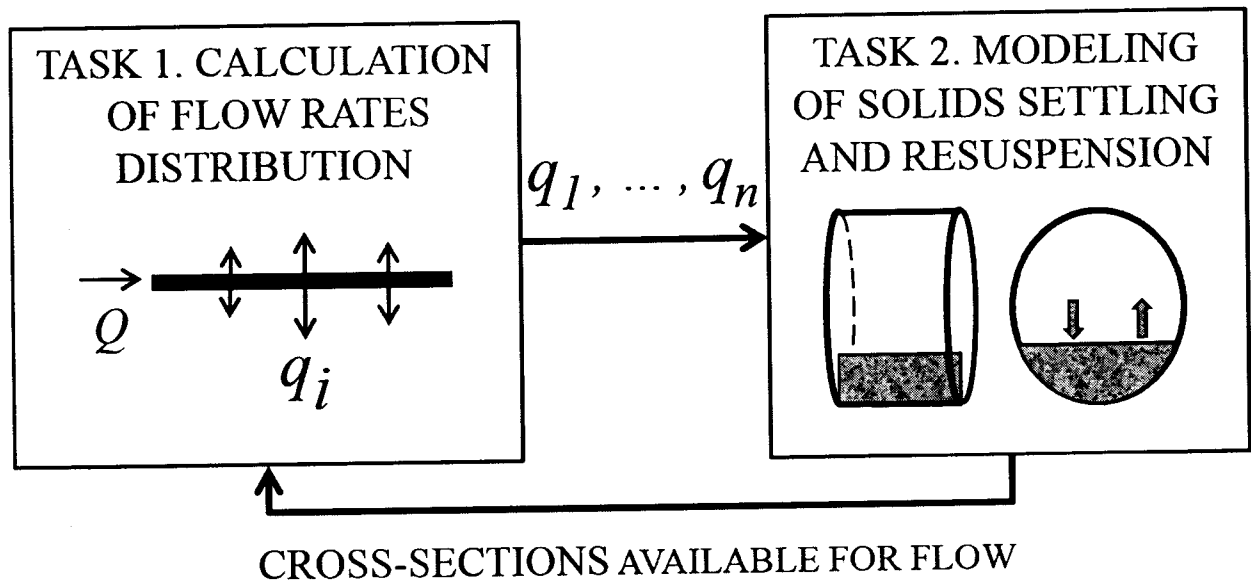 TASK 1. CALCULATION
OF FLOW RATES
DISTRIBUTION
Q
q_i
q_1, ..., q_n
TASK 2. MODELING
OF SOLIDS SETTLING
AND RESUSPENSION
CROSS-SECTIONS AVAILABLE FOR FLOW